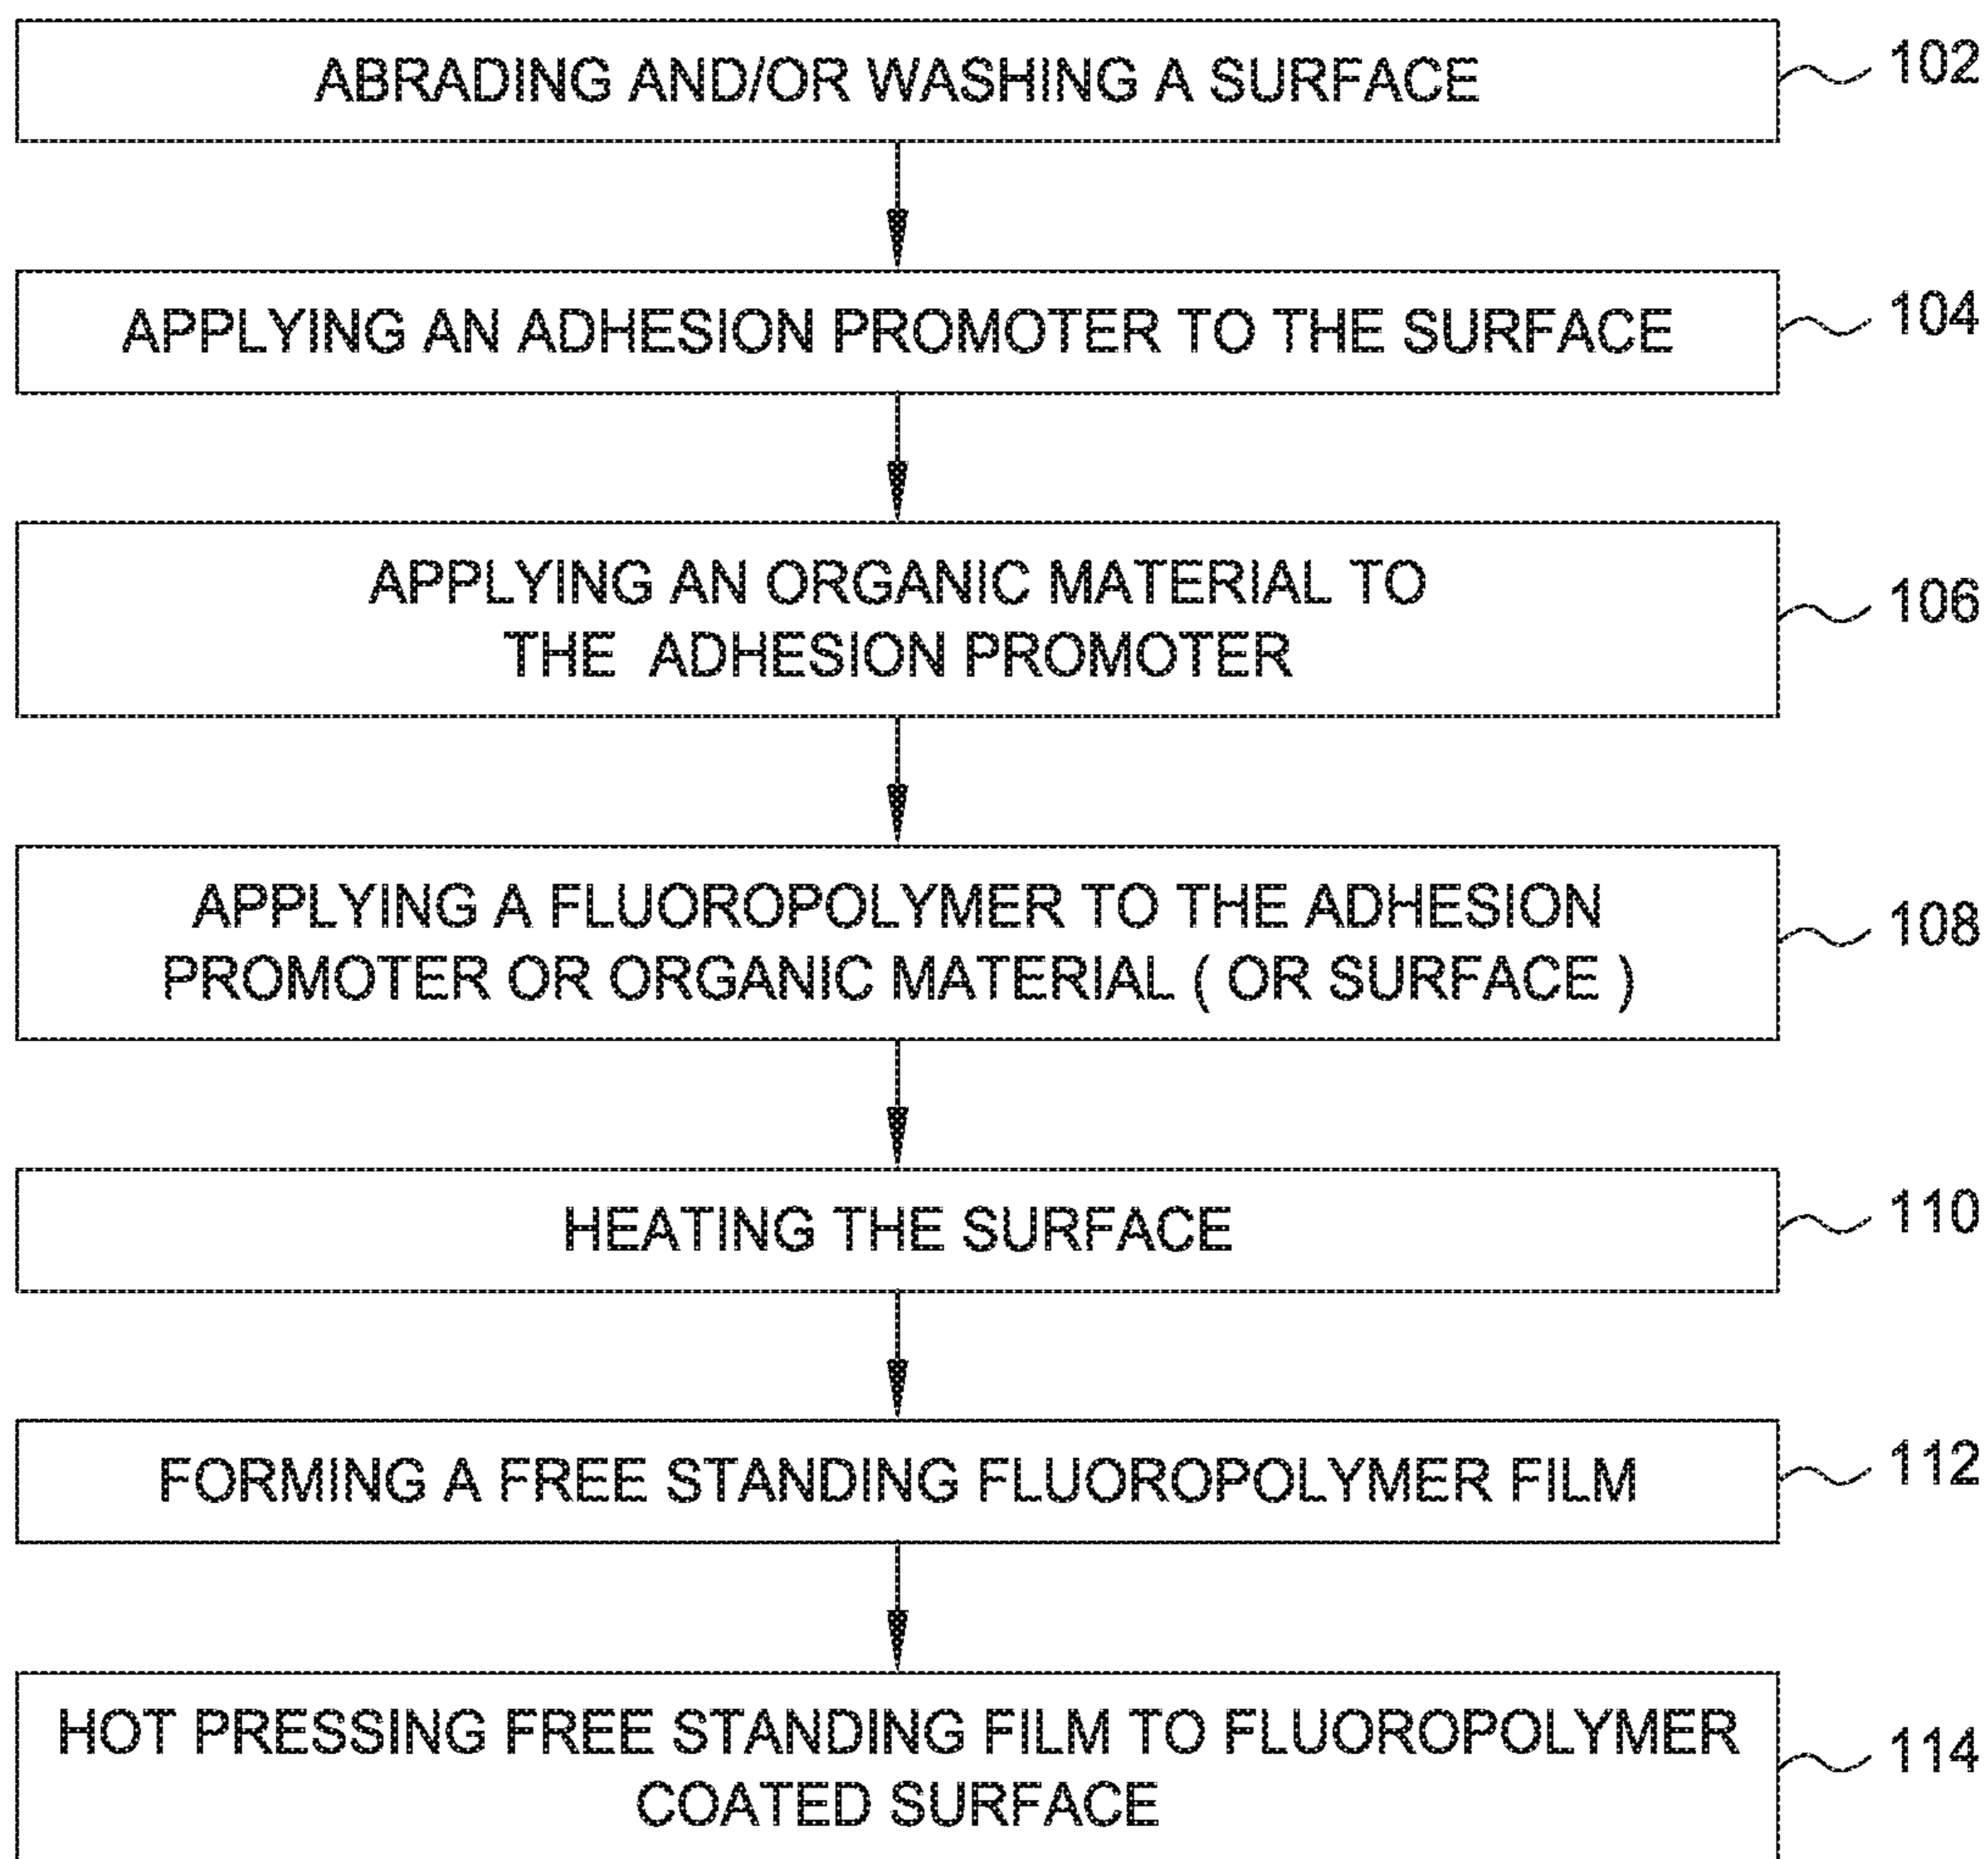 ABRADING AND/OR WASHING A SURFACE
102
APPLYING AN ADHESION PROMOTER TO THE SURFACE
104
APPLYING AN ORGANIC MATERIAL TO
THE ADHESION PROMOTER
106
APPLYING A FLUOROPOLYMER TO THE ADHESION
PROMOTER OR ORGANIC MATERIAL ( OR SURFACE )
108
HEATING THE SURFACE
110
FORMING A FREE STANDING FLUOROPOLYMER FILM
112
HOT PRESSING FREE STANDING FILM TO FLUOROPOLYMER
COATED SURFACE
114